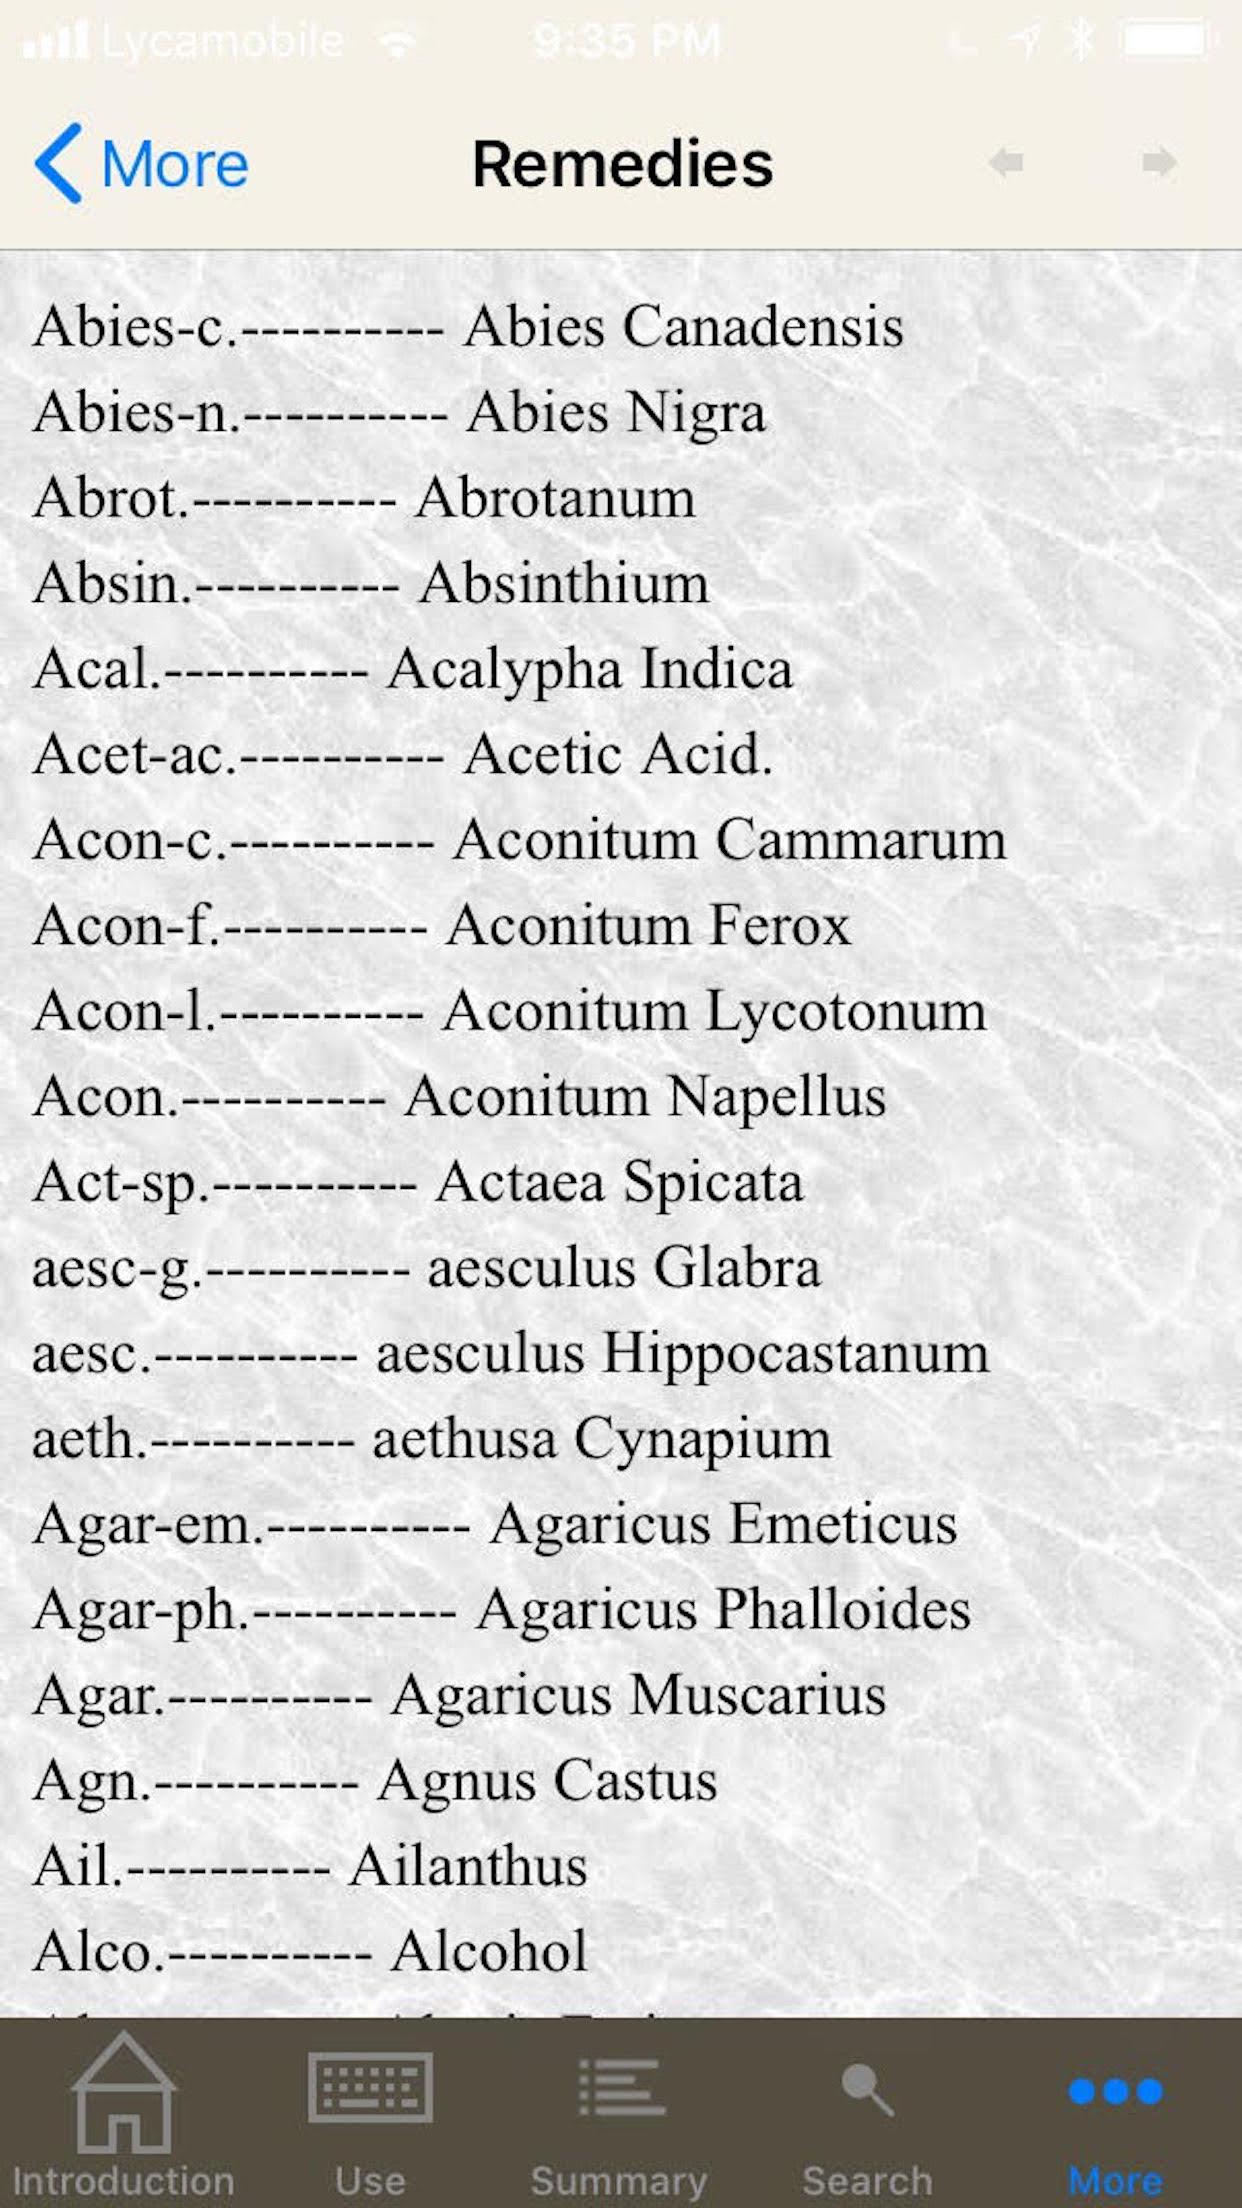 Lycamobile 9:35 PM
More Remedies
Abies-c.---------- Abies Canadensis
Abies-n.---------- Abies Nigra
Abrot.---------- Abrotanum
Absin.---------- Absinthium
Acal.---------- Acalypha Indica
Acet-ac.---------- Acetic Acid.
Acon-c.---------- Aconitum Cammarum
Acon-f.---------- Aconitum Ferox
Acon-l.---------- Aconitum Lycotonum
Acon.---------- Aconitum Napellus
Act-sp.---------- Actaea Spicata
aesc-g.---------- aesculus Glabra
aesc.---------- aesculus Hippocastanum
aeth.---------- aethusa Cynapium
Agar-em.---------- Agaricus Emeticus
Agar-ph.---------- Agaricus Phalloides
Agar.---------- Agaricus Muscarius
Agn.---------- Agnus Castus
Ail.---------- Ailanthus
Alco.---------- Alcohol
Introduction Use Summary Search More